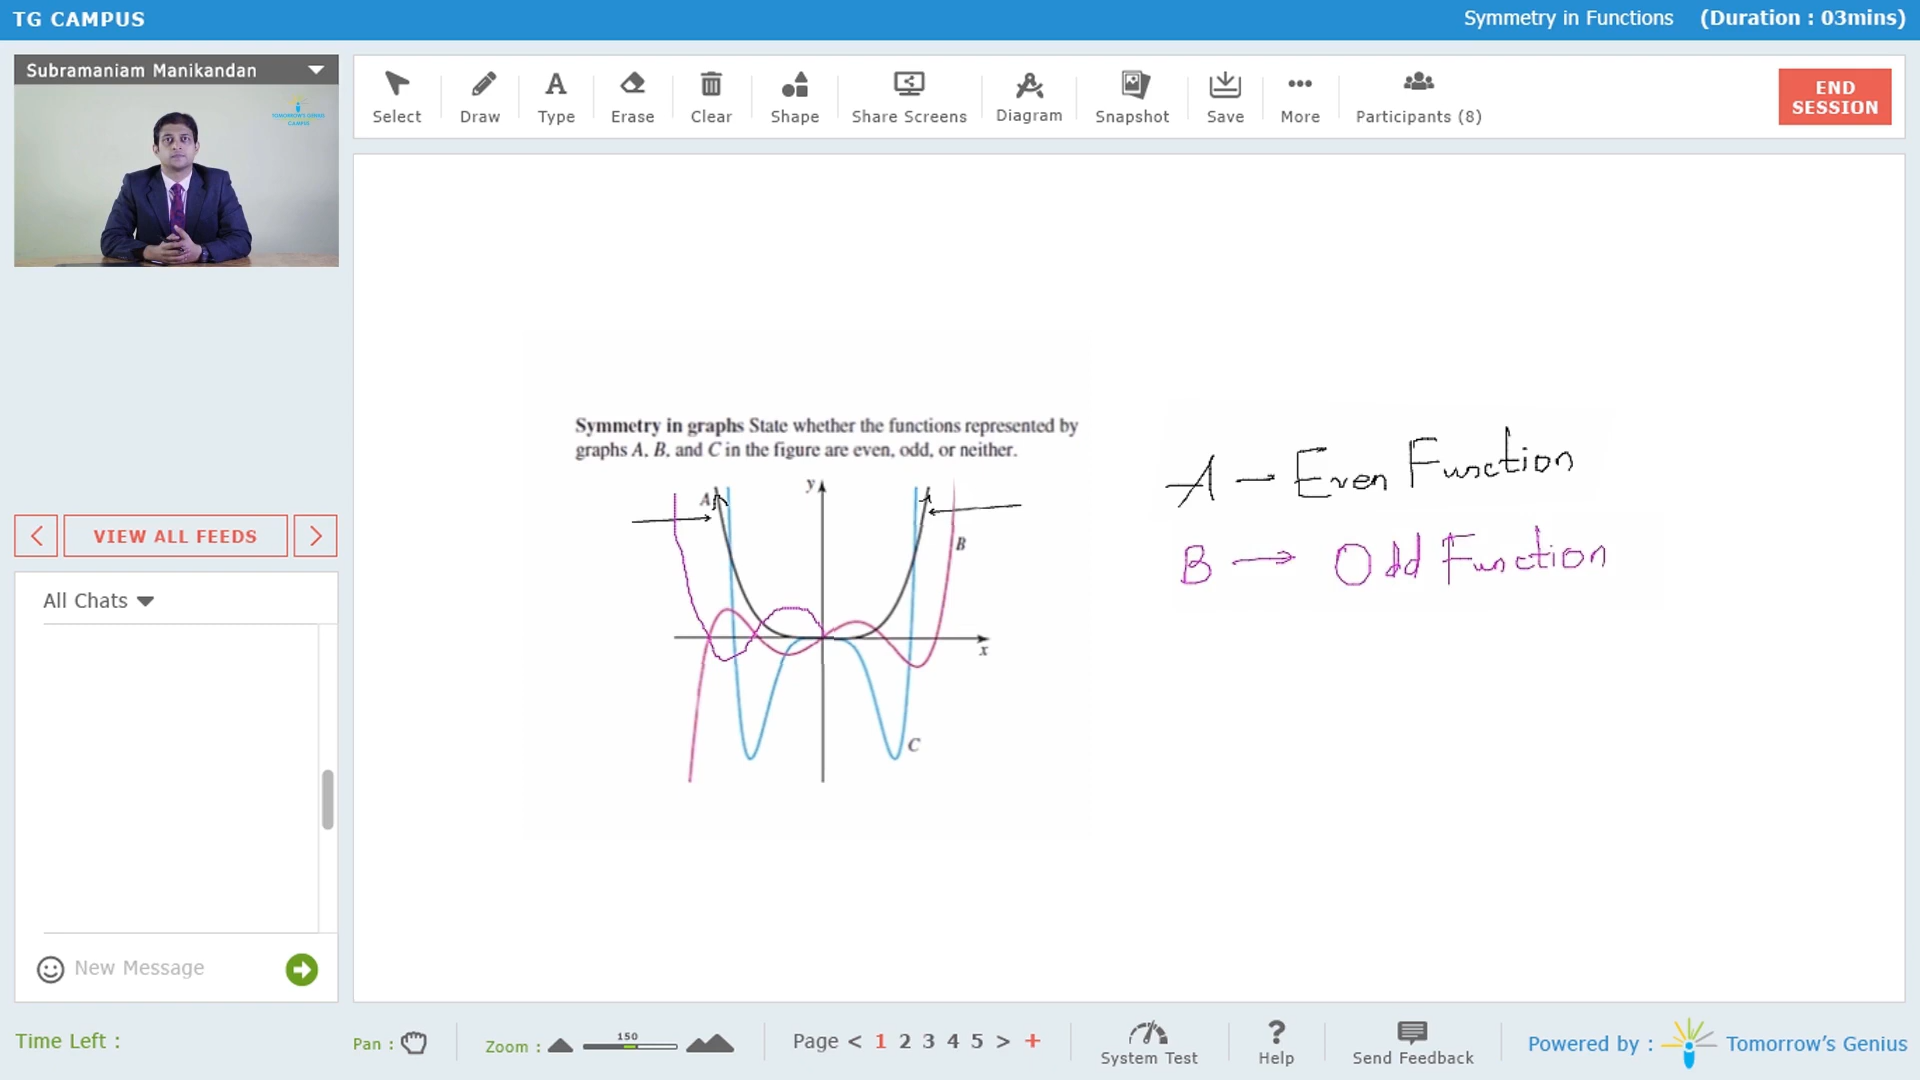 TG CAMPUS
Symmetry in Functions (Duration : 03mins)
Subramaniam Manikandan
TOMORROW'S GENIUS
CAMPUS
Select Draw Type Erase Clear Shape Share Screens Diagram Snapshot Save More Participants (8)
END
SESSION
Symmetry in graphs State whether the functions represented by
graphs A, B, and C in the figure are even, odd, or neither.
A
y
B
x
C
A - Even Function
B → Odd Function
< VIEW ALL FEEDS >
All Chats
New Message
Time Left :
Pan :
Zoom : 150
Page < 1 2 3 4 5 > +
System Test
Help
Send Feedback
Powered by : Tomorrow's Genius